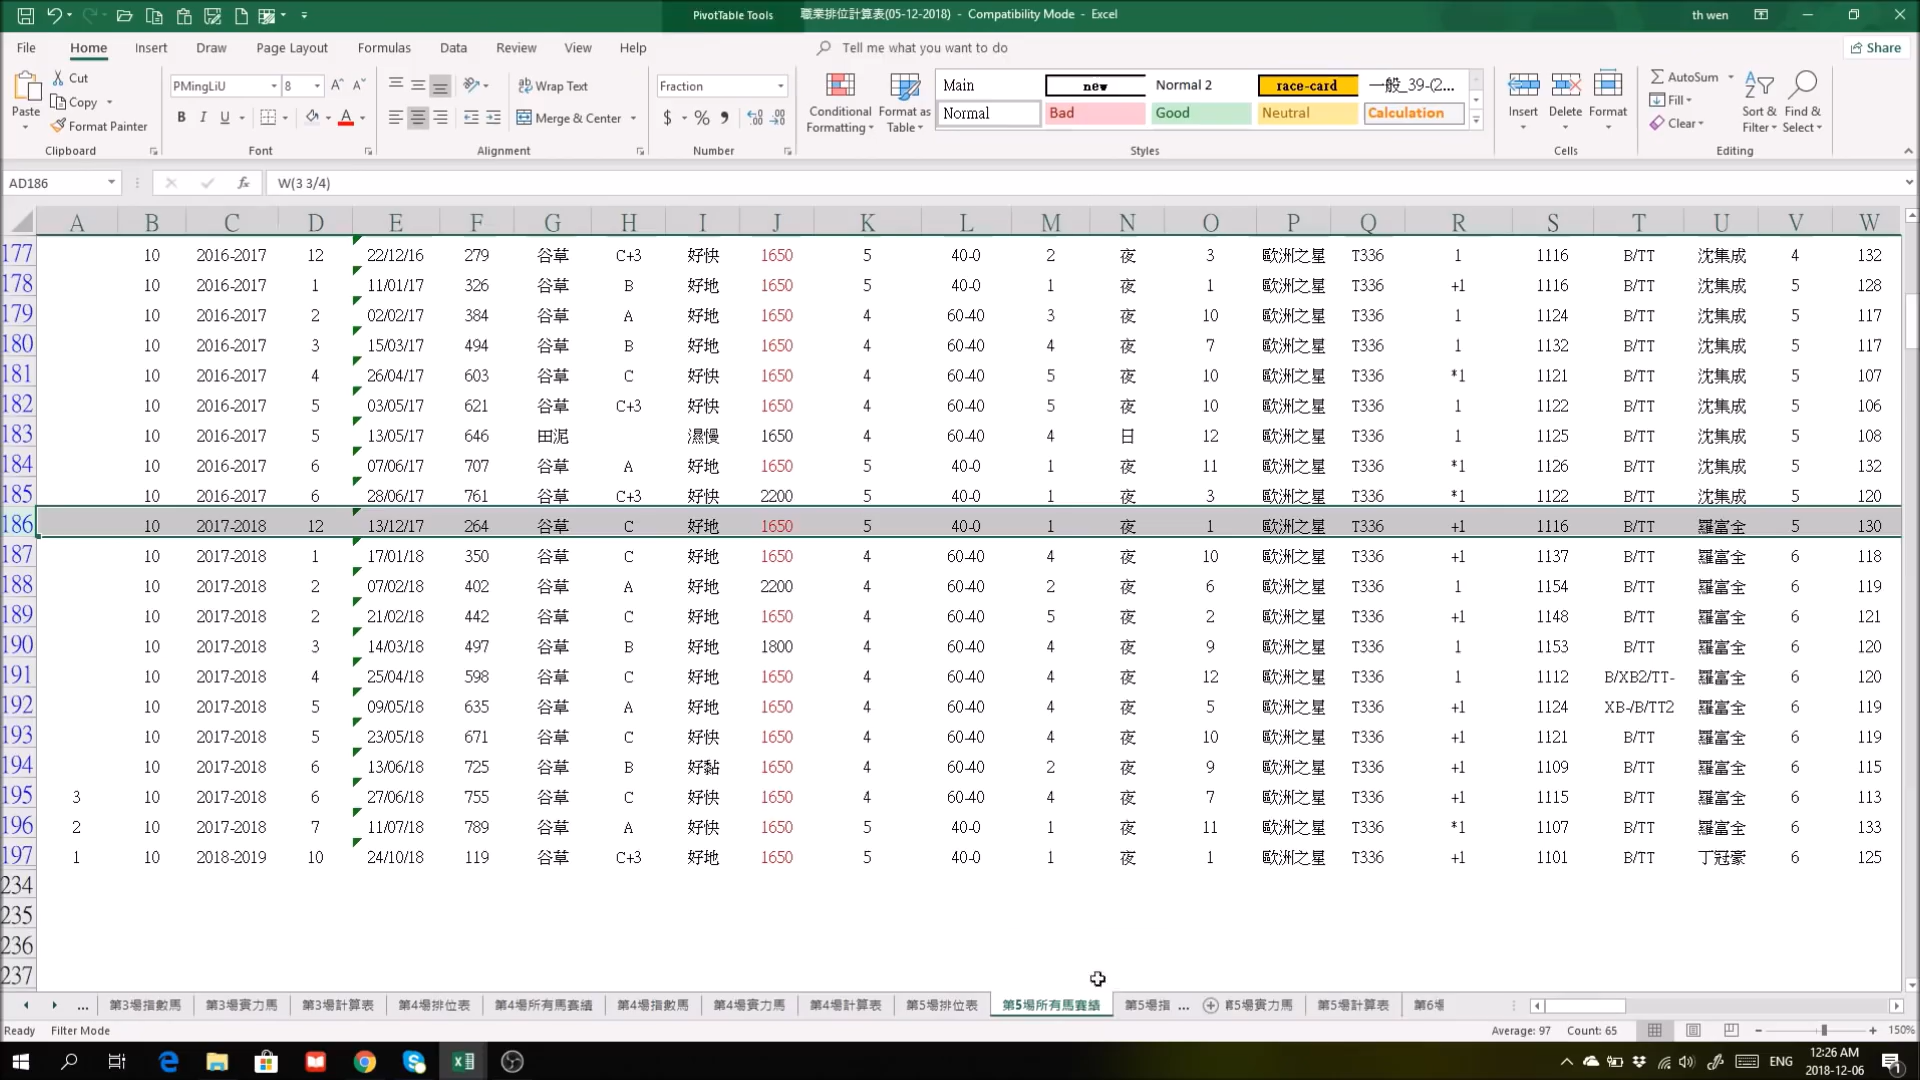 PivotTable Tools
職業排位計算表(05-12-2018) - Compatibility Mode - Excel
th wen
File Home Insert Draw Page Layout Formulas Data Review View Help Tell me what you want to do Share
Paste
Cut
Copy
Format Painter
Clipboard
PMingLiU 8
B I U
Font
Wrap Text
Merge & Center
Alignment
Fraction
$ % ,
Number
Conditional Formatting
Format as Table
Main new Normal 2 race-card 一般_39-(2...
Normal Bad Good Neutral Calculation
Styles
Insert Delete Format
Cells
AutoSum
Fill
Clear
Sort & Filter
Find & Select
Editing
AD186 fx W(3 3/4)
A B C D E F G H I J K L M N O P Q R S T U V W
177 10 2016-2017 12 22/12/16 279 谷草 C+3 好快 1650 5 40-0 2 夜 3 歐洲之星 T336 1 1116 B/TT 沈集成 4 132
178 10 2016-2017 1 11/01/17 326 谷草 B 好地 1650 5 40-0 1 夜 1 歐洲之星 T336 +1 1116 B/TT 沈集成 5 128
179 10 2016-2017 2 02/02/17 384 谷草 A 好地 1650 4 60-40 3 夜 10 歐洲之星 T336 1 1124 B/TT 沈集成 5 117
180 10 2016-2017 3 15/03/17 494 谷草 B 好地 1650 4 60-40 4 夜 7 歐洲之星 T336 1 1132 B/TT 沈集成 5 117
181 10 2016-2017 4 26/04/17 603 谷草 C 好快 1650 4 60-40 5 夜 10 歐洲之星 T336 *1 1121 B/TT 沈集成 5 107
182 10 2016-2017 5 03/05/17 621 谷草 C+3 好快 1650 4 60-40 5 夜 10 歐洲之星 T336 1 1122 B/TT 沈集成 5 106
183 10 2016-2017 5 13/05/17 646 田泥 濕慢 1650 4 60-40 4 日 12 歐洲之星 T336 1 1125 B/TT 沈集成 5 108
184 10 2016-2017 6 07/06/17 707 谷草 A 好地 1650 5 40-0 1 夜 11 歐洲之星 T336 *1 1126 B/TT 沈集成 5 132
185 10 2016-2017 6 28/06/17 761 谷草 C+3 好快 2200 5 40-0 1 夜 3 歐洲之星 T336 *1 1122 B/TT 沈集成 5 120
186 10 2017-2018 12 13/12/17 264 谷草 C 好地 1650 5 40-0 1 夜 1 歐洲之星 T336 +1 1116 B/TT 羅富全 5 130
187 10 2017-2018 1 17/01/18 350 谷草 C 好地 1650 4 60-40 4 夜 10 歐洲之星 T336 +1 1137 B/TT 羅富全 6 118
188 10 2017-2018 2 07/02/18 402 谷草 A 好地 2200 4 60-40 2 夜 6 歐洲之星 T336 1 1154 B/TT 羅富全 6 119
189 10 2017-2018 2 21/02/18 442 谷草 C 好地 1650 4 60-40 5 夜 2 歐洲之星 T336 +1 1148 B/TT 羅富全 6 121
190 10 2017-2018 3 14/03/18 497 谷草 B 好地 1800 4 60-40 4 夜 9 歐洲之星 T336 1 1153 B/TT 羅富全 6 120
191 10 2017-2018 4 25/04/18 598 谷草 C 好地 1650 4 60-40 4 夜 12 歐洲之星 T336 1 1112 B/XB2/TT- 羅富全 6 120
192 10 2017-2018 5 09/05/18 635 谷草 A 好地 1650 4 60-40 4 夜 5 歐洲之星 T336 +1 1124 XB-/B/TT2 羅富全 6 119
193 10 2017-2018 5 23/05/18 671 谷草 C 好快 1650 4 60-40 4 夜 10 歐洲之星 T336 +1 1121 B/TT 羅富全 6 119
194 10 2017-2018 6 13/06/18 725 谷草 B 好黏 1650 4 60-40 2 夜 9 歐洲之星 T336 +1 1109 B/TT 羅富全 6 115
195 3 10 2017-2018 6 27/06/18 755 谷草 C 好快 1650 4 60-40 4 夜 7 歐洲之星 T336 +1 1115 B/TT 羅富全 6 113
196 2 10 2017-2018 7 11/07/18 789 谷草 A 好快 1650 5 40-0 1 夜 11 歐洲之星 T336 *1 1107 B/TT 羅富全 6 133
197 1 10 2018-2019 10 24/10/18 119 谷草 C+3 好地 1650 5 40-0 1 夜 1 歐洲之星 T336 +1 1101 B/TT 丁冠豪 6 125
234
235
236
237
... 第3場指數馬 第3場實力馬 第3場計算表 第4場排位表 第4場所有馬賽績 第4場指數馬 第4場實力馬 第4場計算表 第5場排位表 第5場所有馬賽績 第5場指 ... 第5場實力馬 第5場計算表 第6場
Ready Filter Mode Average: 97 Count: 65 150%
ENG 12:26 AM
2018-12-06
1